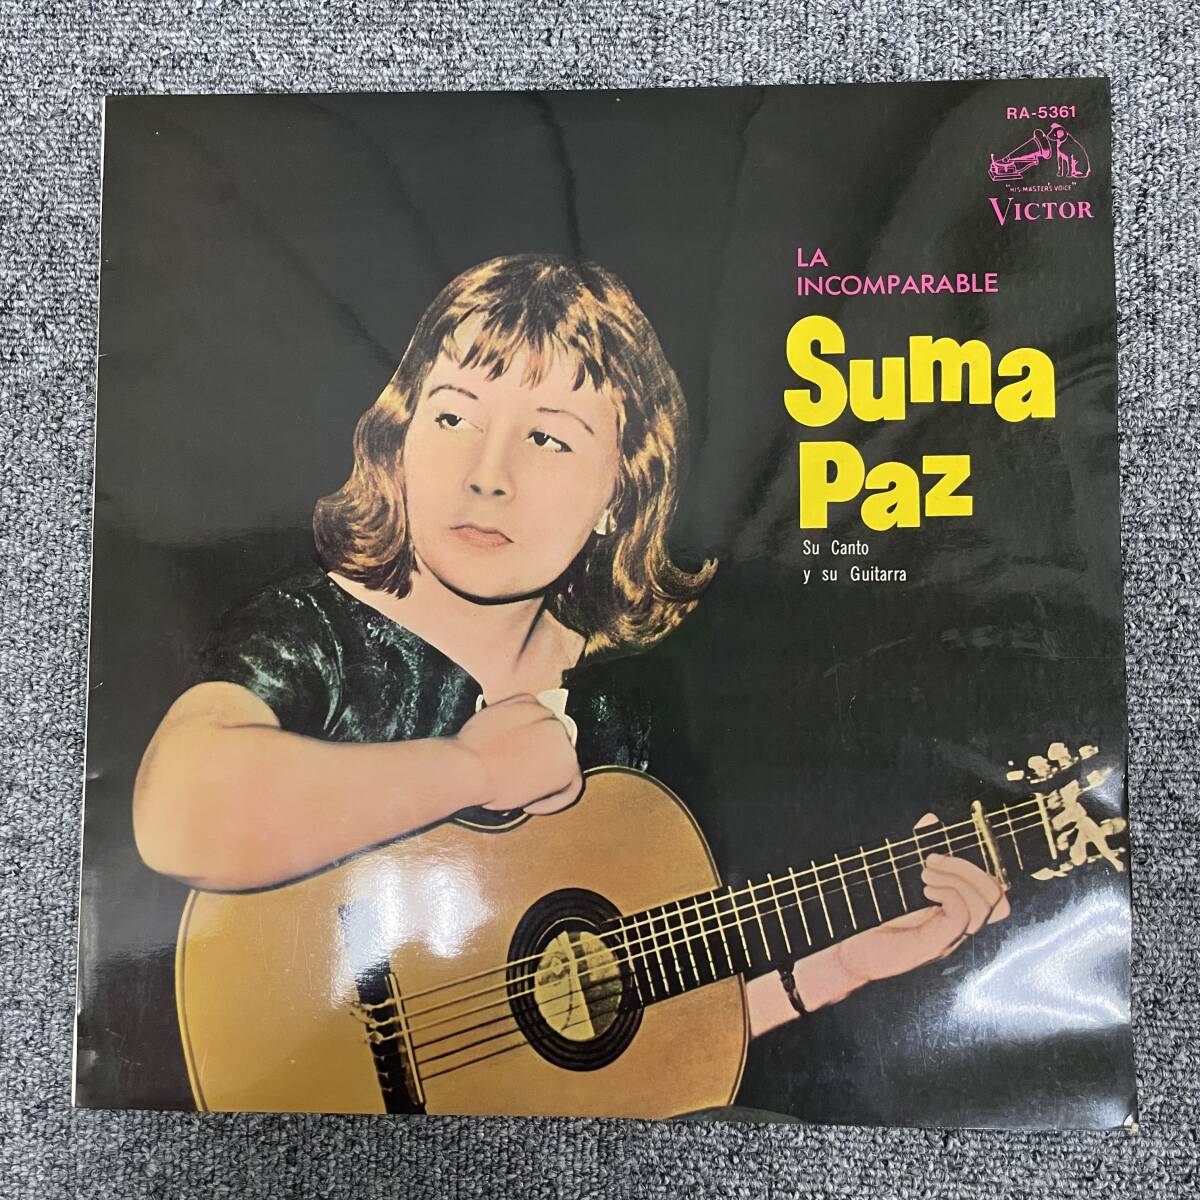 RA-5361
"HIS MASTER'S VOICE"
VICTOR
LA
INCOMPARABLE
Suma
Paz
Su Canto
y su Guitarra